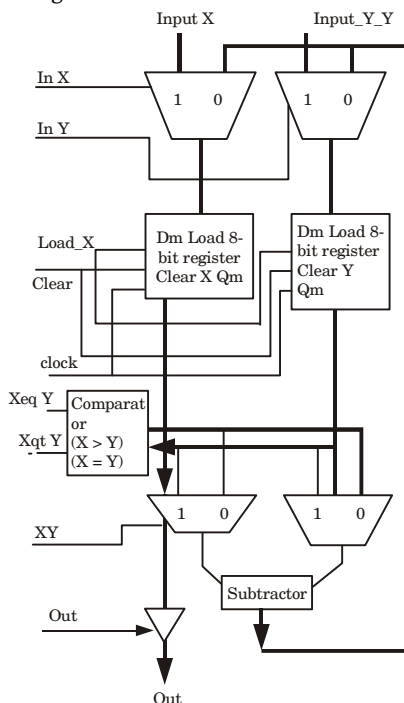 Input X
Input_Y_Y
In X
1 0
1 0
In Y
Dm Load 8-
bit register
Clear X Qm
Dm Load 8-
bit register
Clear Y
Qm
Load_X
Clear
clock
Xeq Y
Comparat
or
(X > Y)
(X = Y)
Xqt Y
1 0
1 0
XY
Subtractor
Out
Out